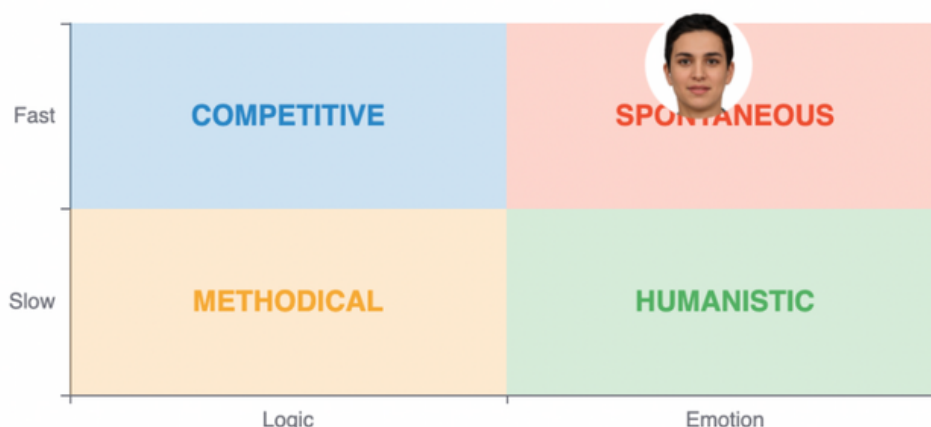 COMPETITIVE
SPONTANEOUS
Fast
METHODICAL
HUMANISTIC
Slow
Logic
Emotion